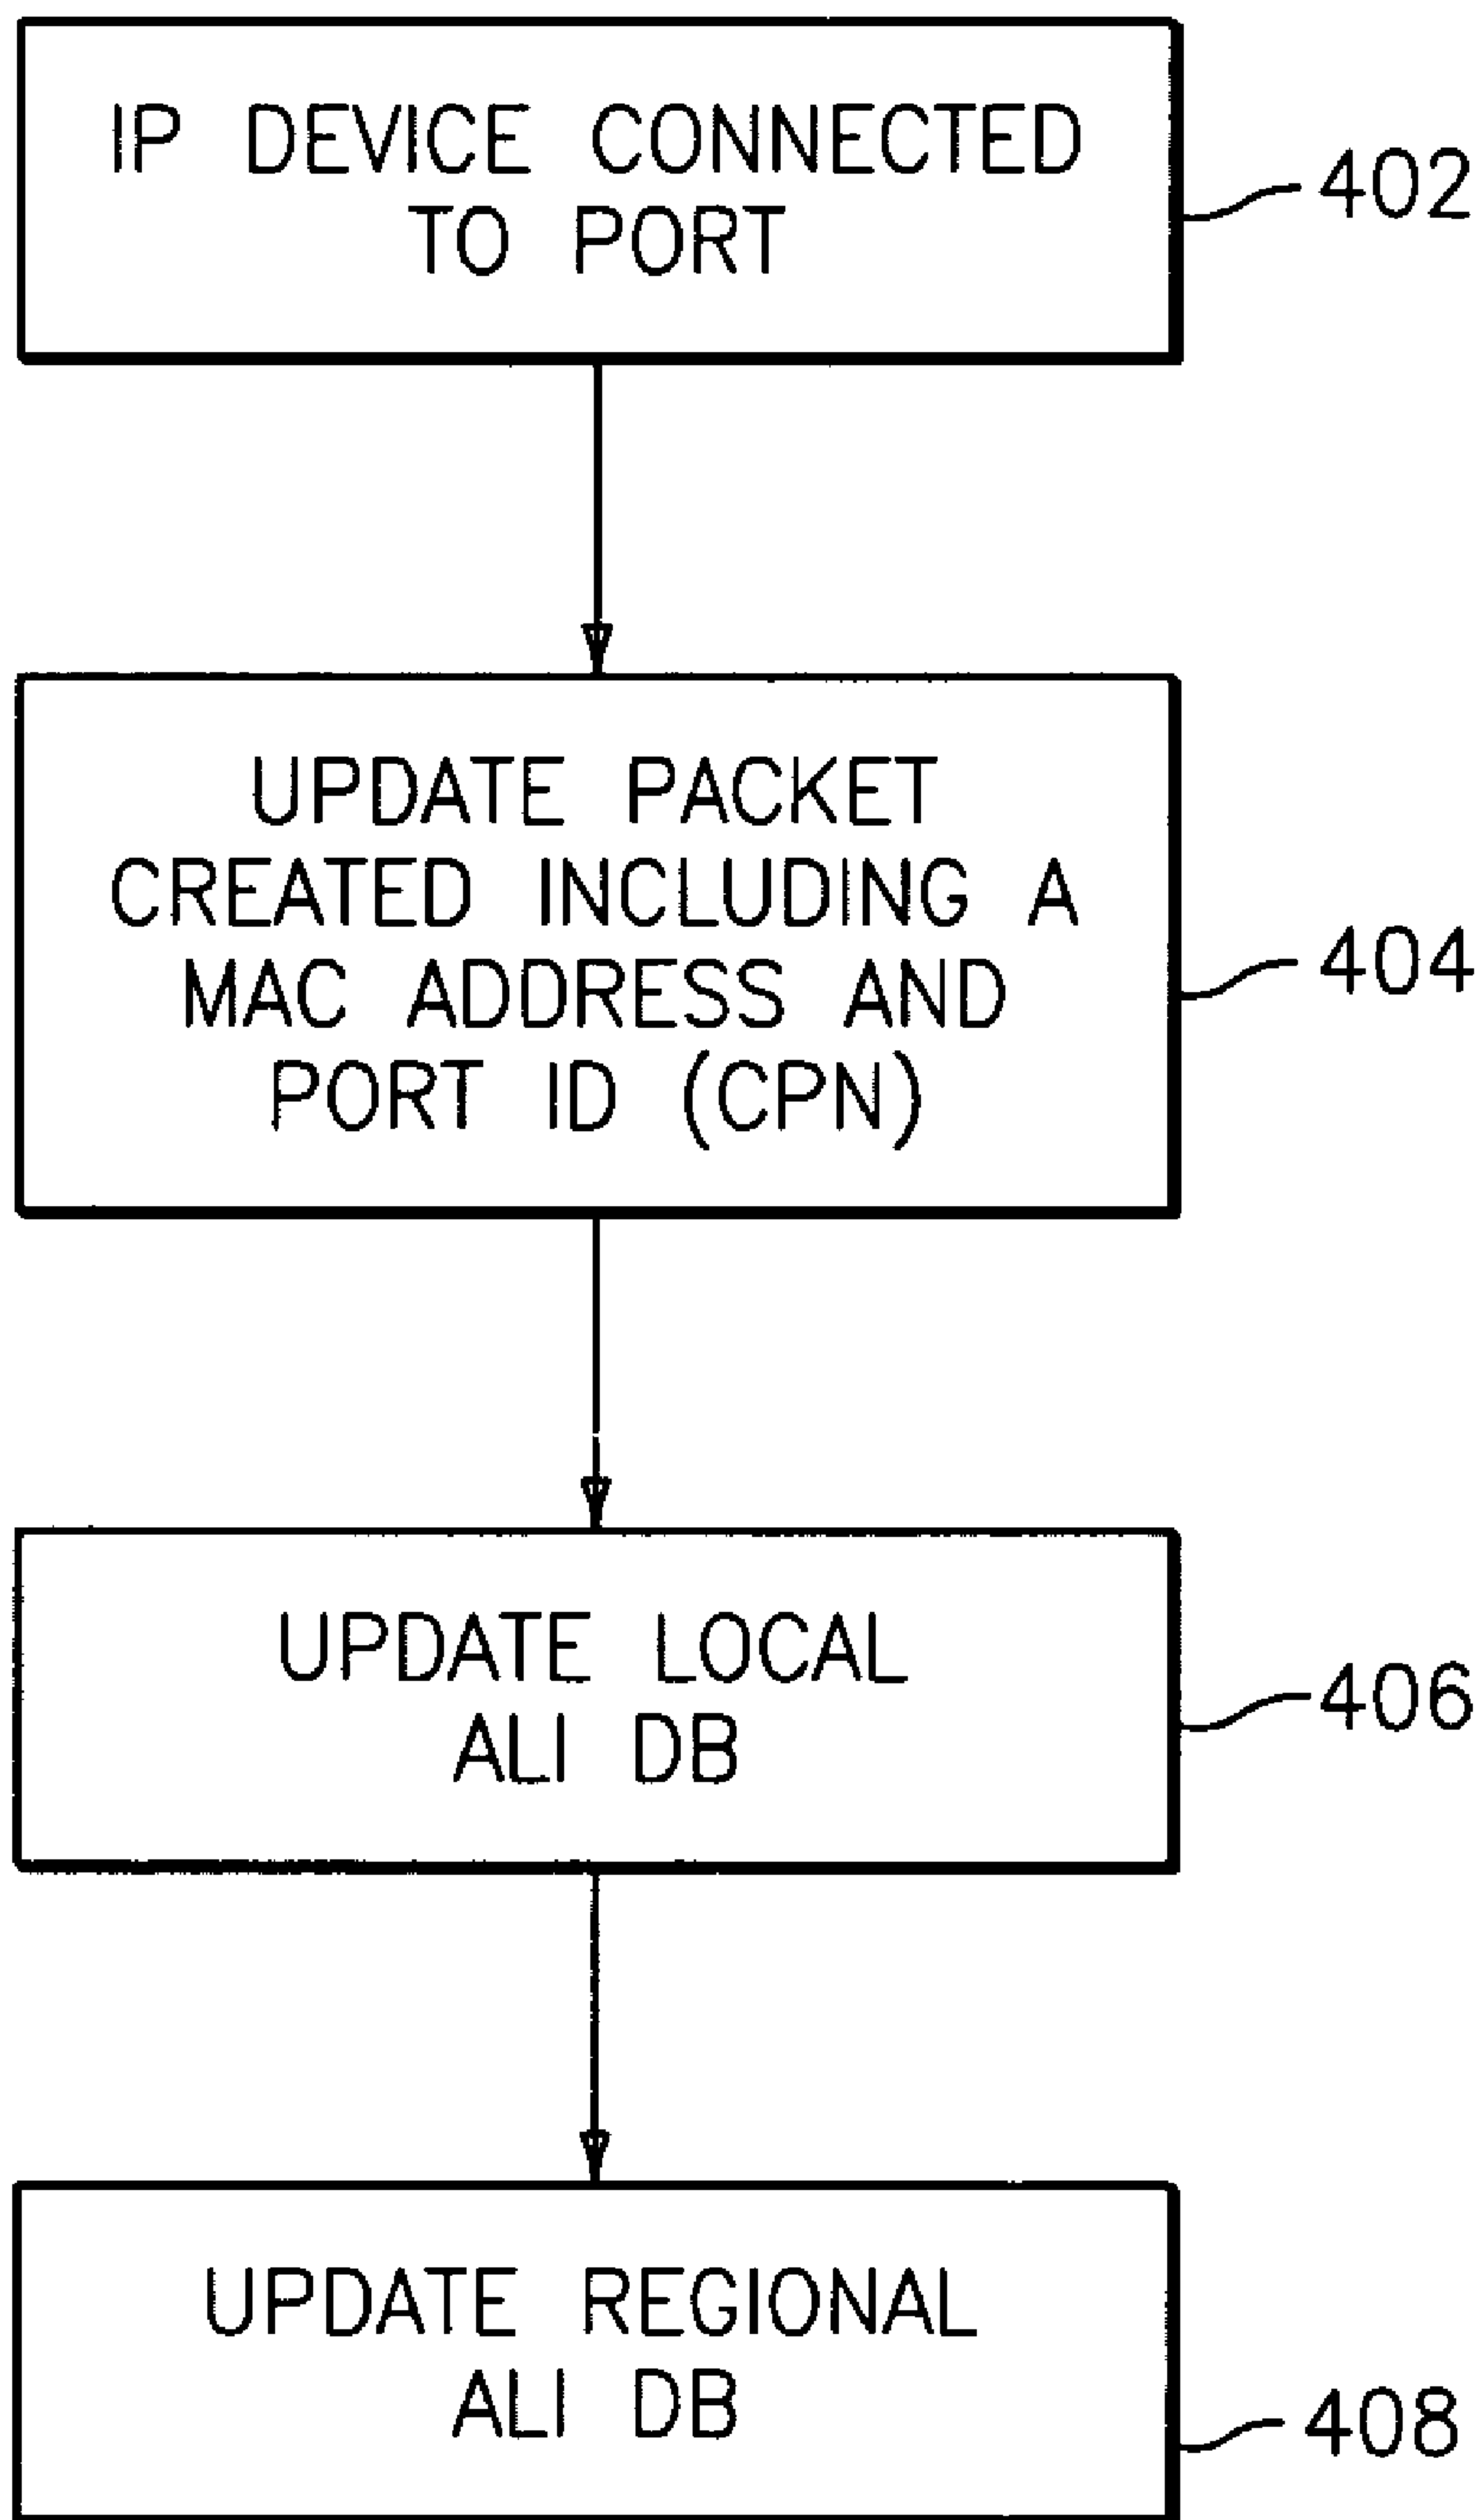 IP DEVICE CONNECTED
TO PORT
402
UPDATE PACKET
CREATED INCLUDING A
MAC ADDRESS AND
PORT ID (CPN)
404
UPDATE LOCAL
ALI DB
406
UPDATE REGIONAL
ALI DB
408